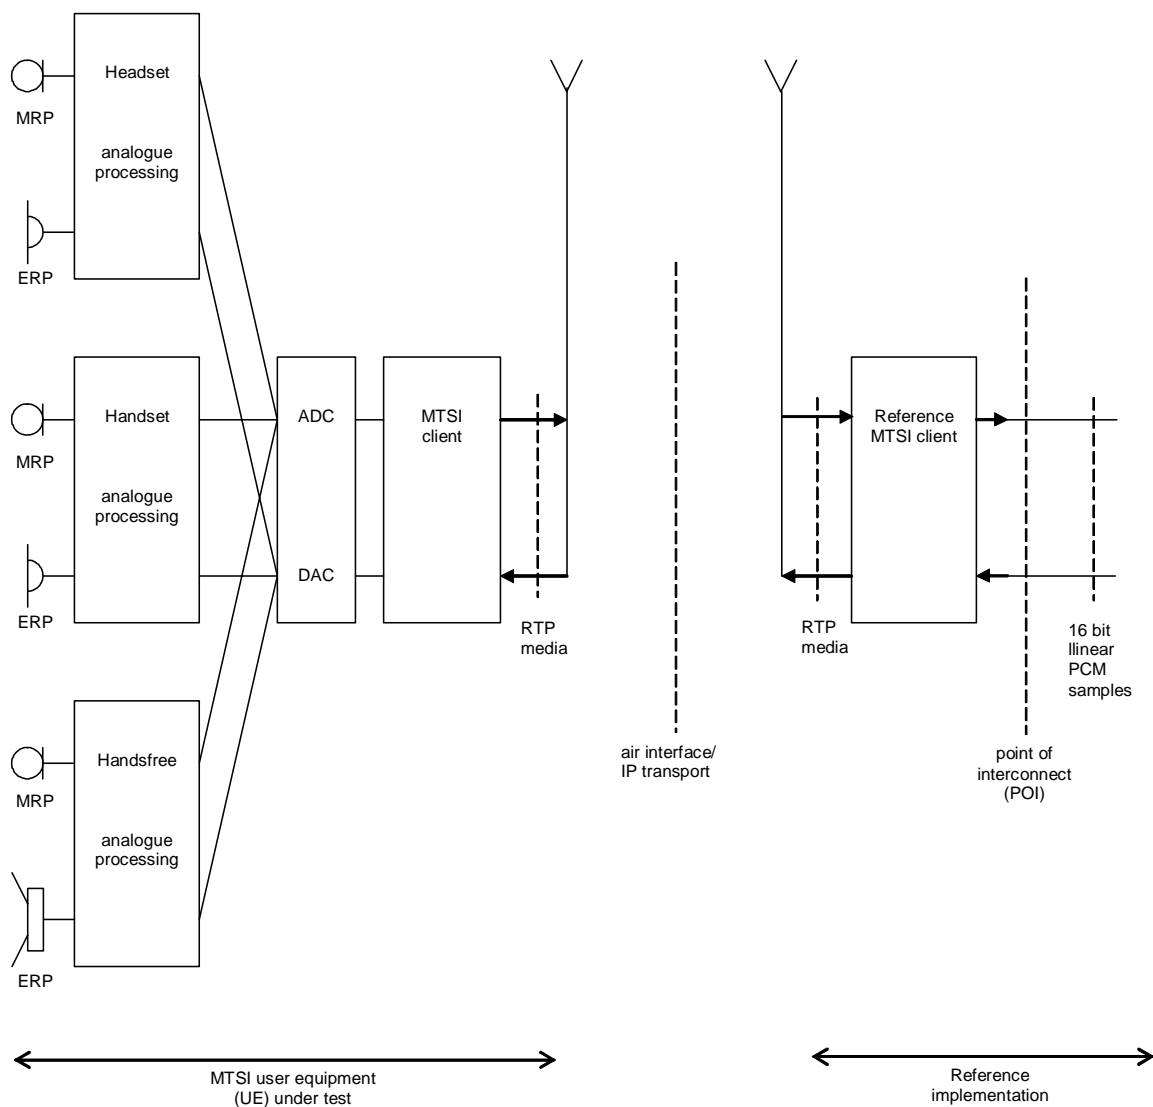 Headset
MRP
analogue
processing
ERP
Handset
MRP
analogue
processing
ERP
ADC
DAC
MTSI
client
RTP
media
Handsfree
MRP
analogue
processing
ERP
air interface/
IP transport
Reference
MTSI client
RTP
media
16 bit
llinear
PCM
samples
point of
interconnect
(POI)
MTSI user equipment
(UE) under test
Reference
implementation